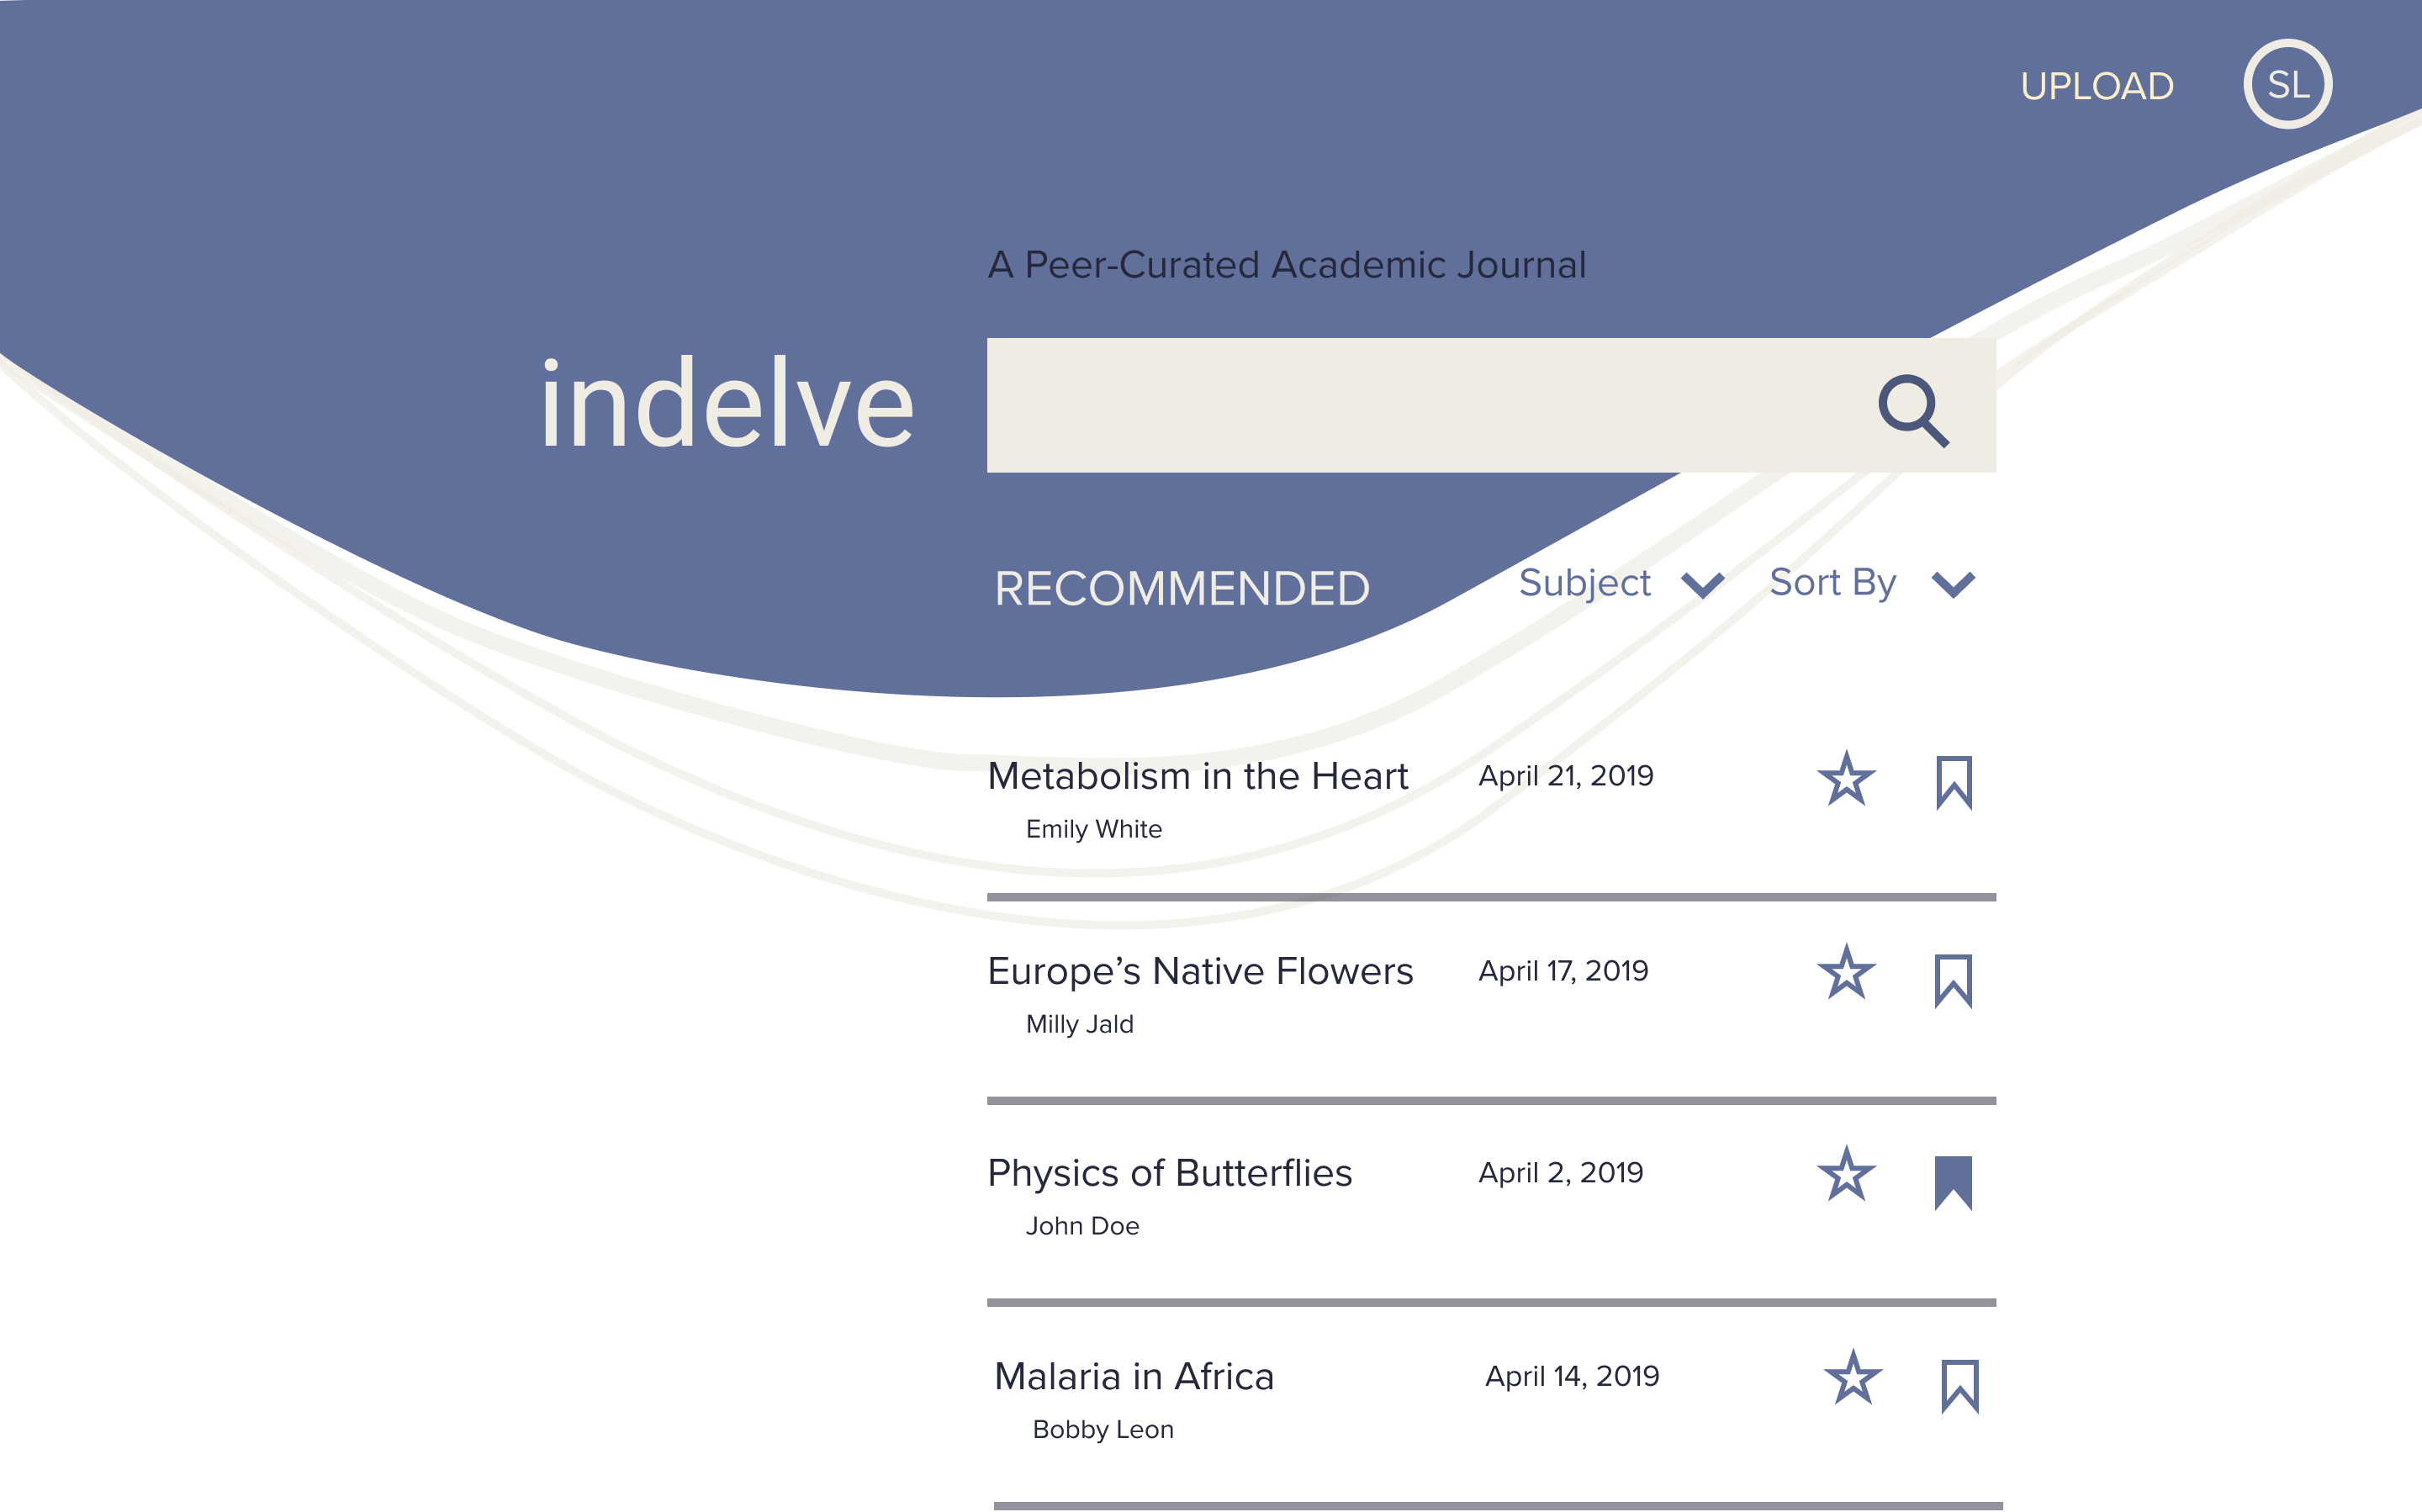 UPLOAD SL
A Peer-Curated Academic Journal
indelve
RECOMMENDED Subject Sort By
Metabolism in the Heart April 21, 2019
Emily White
Europe’s Native Flowers April 17, 2019
Milly Jald
Physics of Butterflies April 2, 2019
John Doe
Malaria in Africa April 14, 2019
Bobby Leon